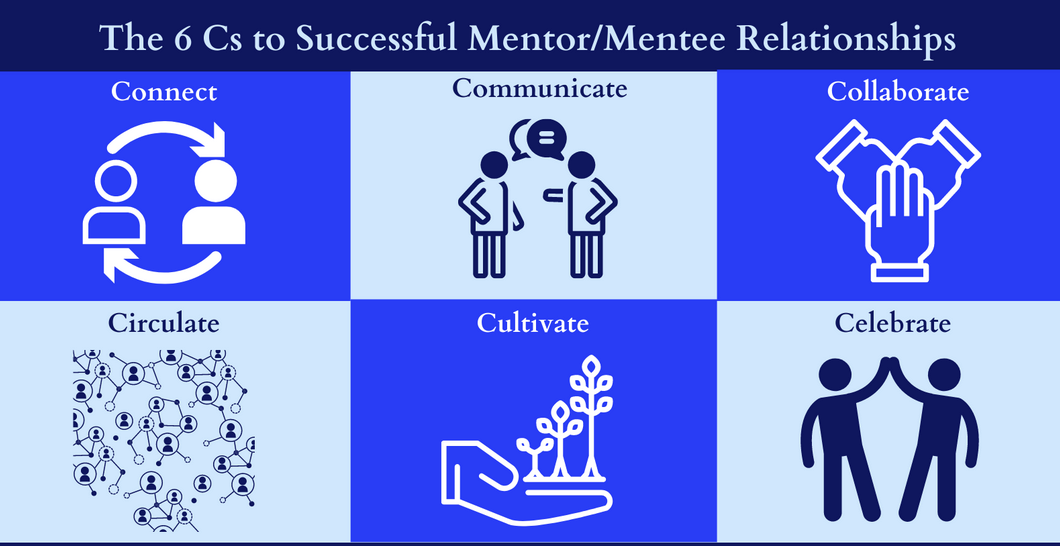 The 6 Cs to Successful Mentor/Mentee Relationships
Connect
Communicate
Collaborate
Circulate
Cultivate
Celebrate